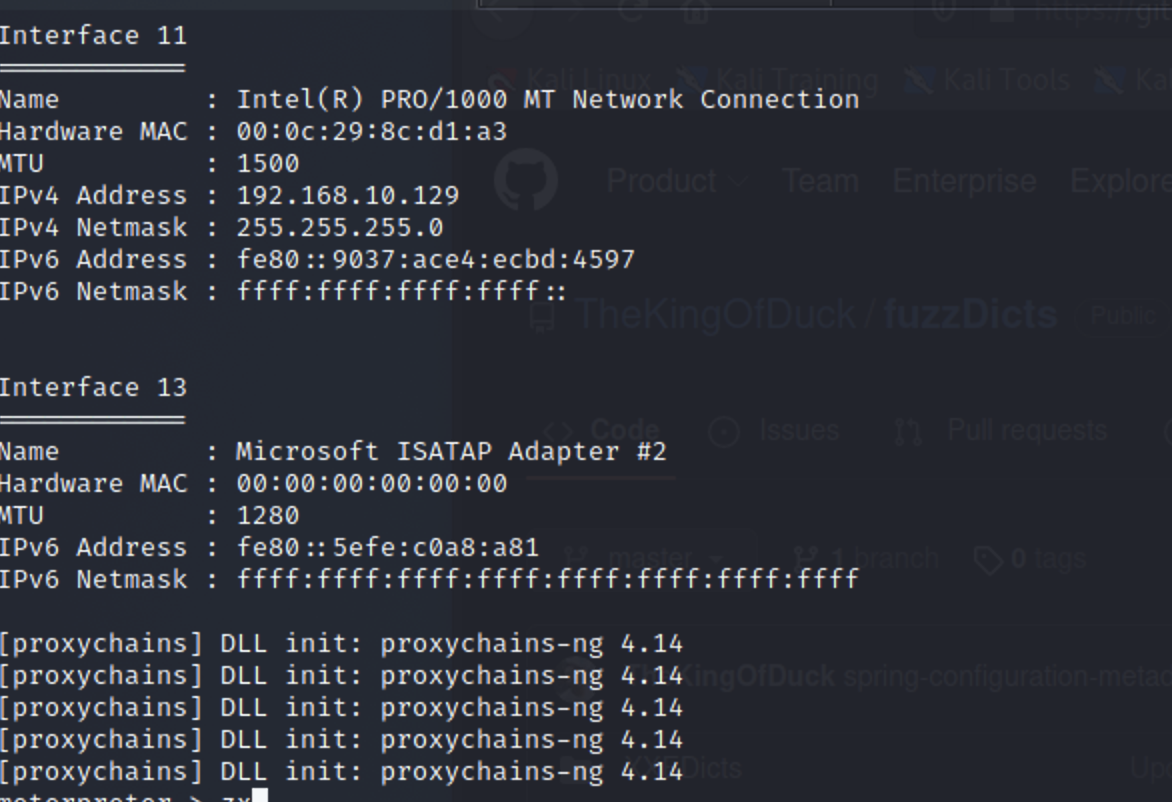 https://git
Kali Linux Kali Training Kali Tools Ka
Product Team Enterprise Explore
TheKingOfDuck / fuzzDicts Public
Code Issues Pull requests
master 1 branch 0 tags
KingOfDuck spring-configuration-metad
Dicts
Interface 11
============
Name : Intel(R) PRO/1000 MT Network Connection
Hardware MAC : 00:0c:29:8c:d1:a3
MTU : 1500
IPv4 Address : 192.168.10.129
IPv4 Netmask : 255.255.255.0
IPv6 Address : fe80::9037:ace4:ecbd:4597
IPv6 Netmask : ffff:ffff:ffff:ffff::
Interface 13
============
Name : Microsoft ISATAP Adapter #2
Hardware MAC : 00:00:00:00:00:00
MTU : 1280
IPv6 Address : fe80::5efe:c0a8:a81
IPv6 Netmask : ffff:ffff:ffff:ffff:ffff:ffff:ffff:ffff
[proxychains] DLL init: proxychains-ng 4.14
[proxychains] DLL init: proxychains-ng 4.14
[proxychains] DLL init: proxychains-ng 4.14
[proxychains] DLL init: proxychains-ng 4.14
[proxychains] DLL init: proxychains-ng 4.14
meterpreter > zx